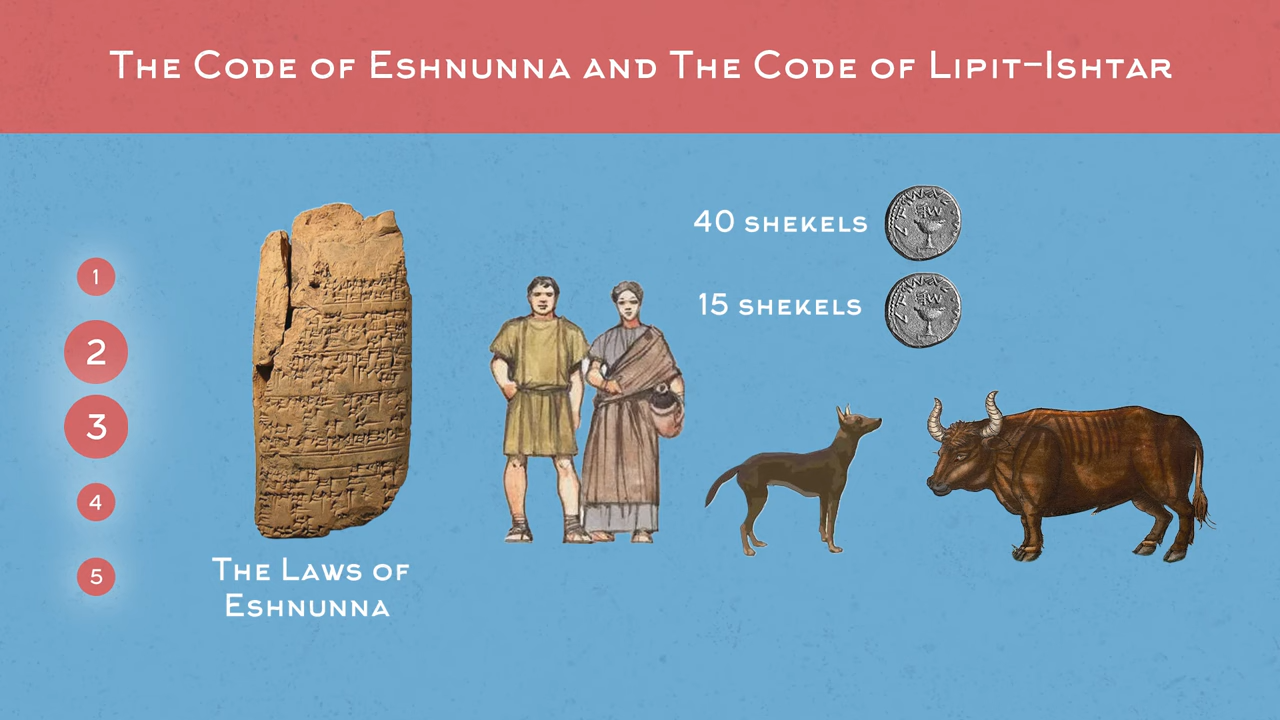 The Code of Eshnunna and The Code of Lipit-Ishtar
1
2
3
4
5
The Laws of
Eshnunna
40 shekels
15 shekels